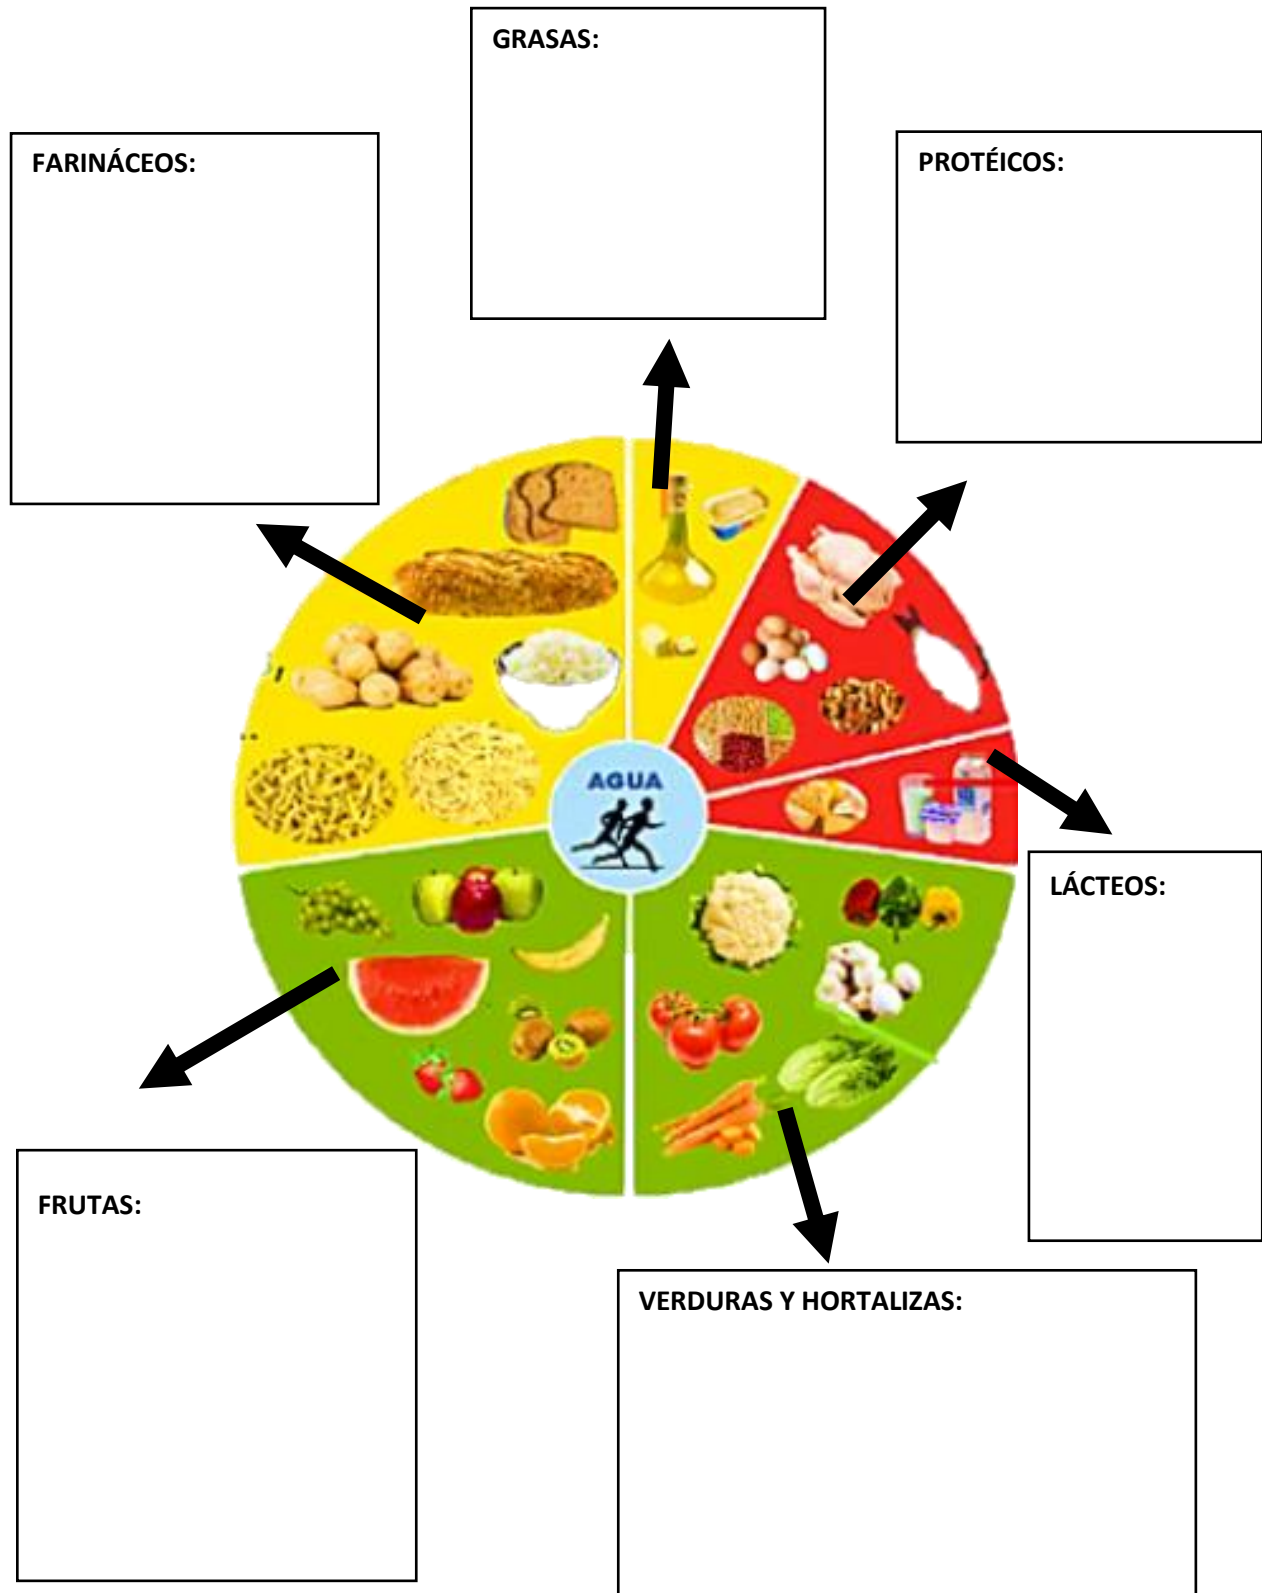 GRASAS:
FARINÁCEOS:
PROTÉICOS:
AGUA
LÁCTEOS:
FRUTAS:
VERDURAS Y HORTALIZAS: